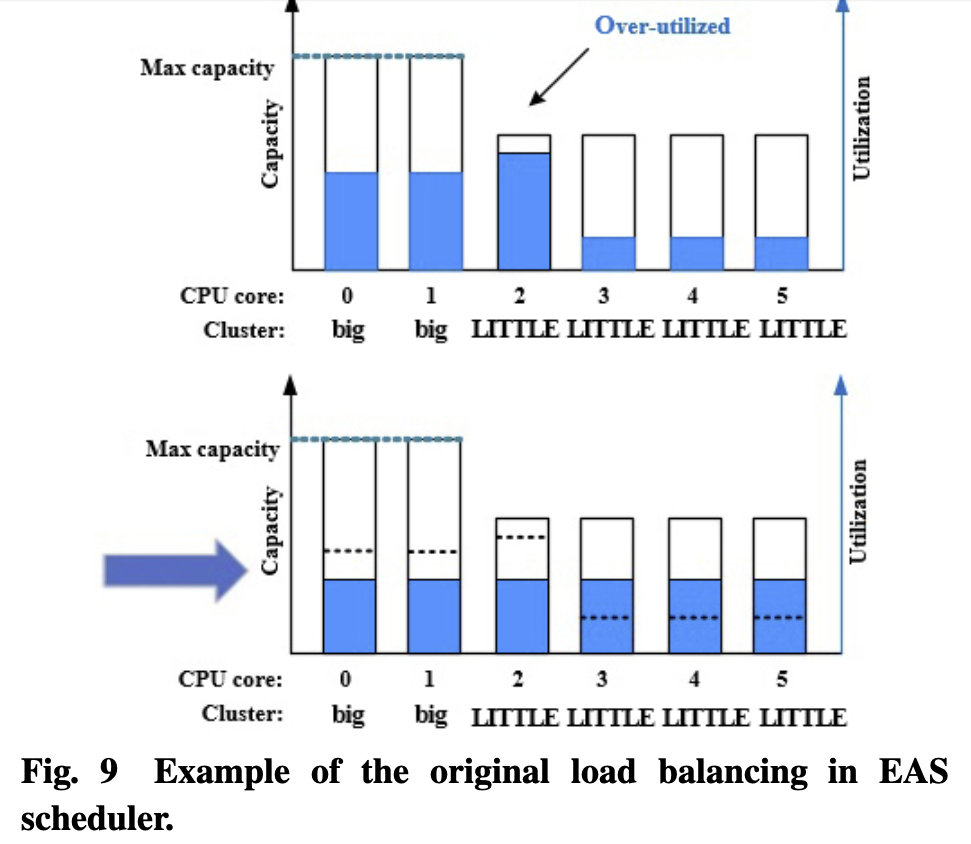 Over-utilized
Max capacity
Capacity
Utilization
CPU core: 0 1 2 3 4 5
Cluster: big big LITTLE LITTLE LITTLE LITTLE
Max capacity
Capacity
Utilization
CPU core: 0 1 2 3 4 5
Cluster: big big LITTLE LITTLE LITTLE LITTLE
Fig. 9 Example of the original load balancing in EAS
scheduler.